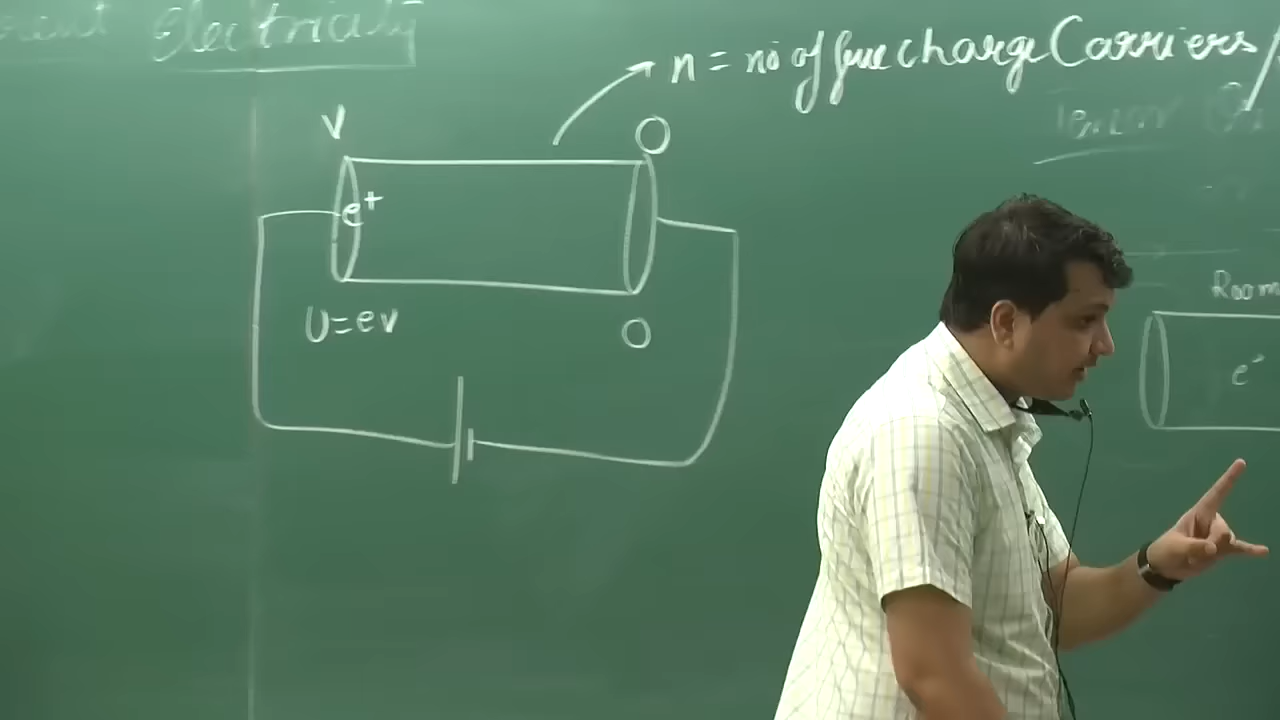 Electricity
n = no of free charge Carriers /
V
O
e+
U=ev
O
Room
e-